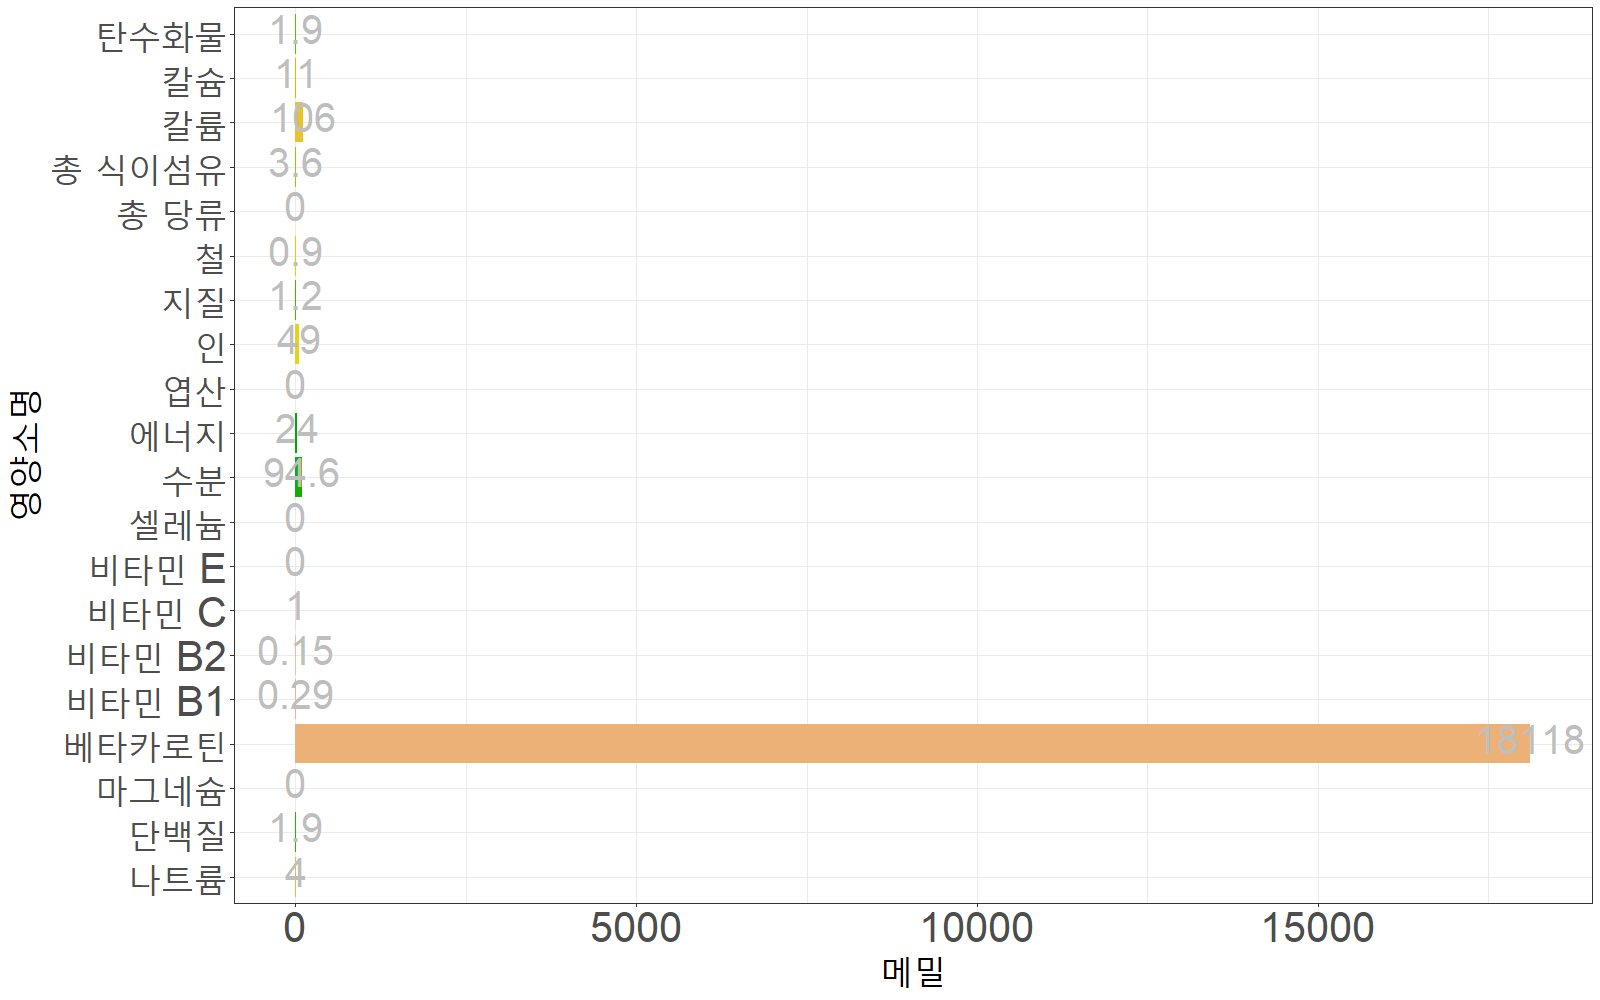 탄수화물 1.9
칼슘 11
칼륨 106
총 식이섬유 3.6
총 당류 0
철 0.9
지질 1.2
인 49
엽산 0
에너지 24
수분 94.6
셀레늄 0
비타민 E 0
비타민 C 1
비타민 B2 0.15
비타민 B1 0.29
베타카로틴 18118
마그네슘 0
단백질 1.9
나트륨 4
영양소명
0 5000 10000 15000
메밀